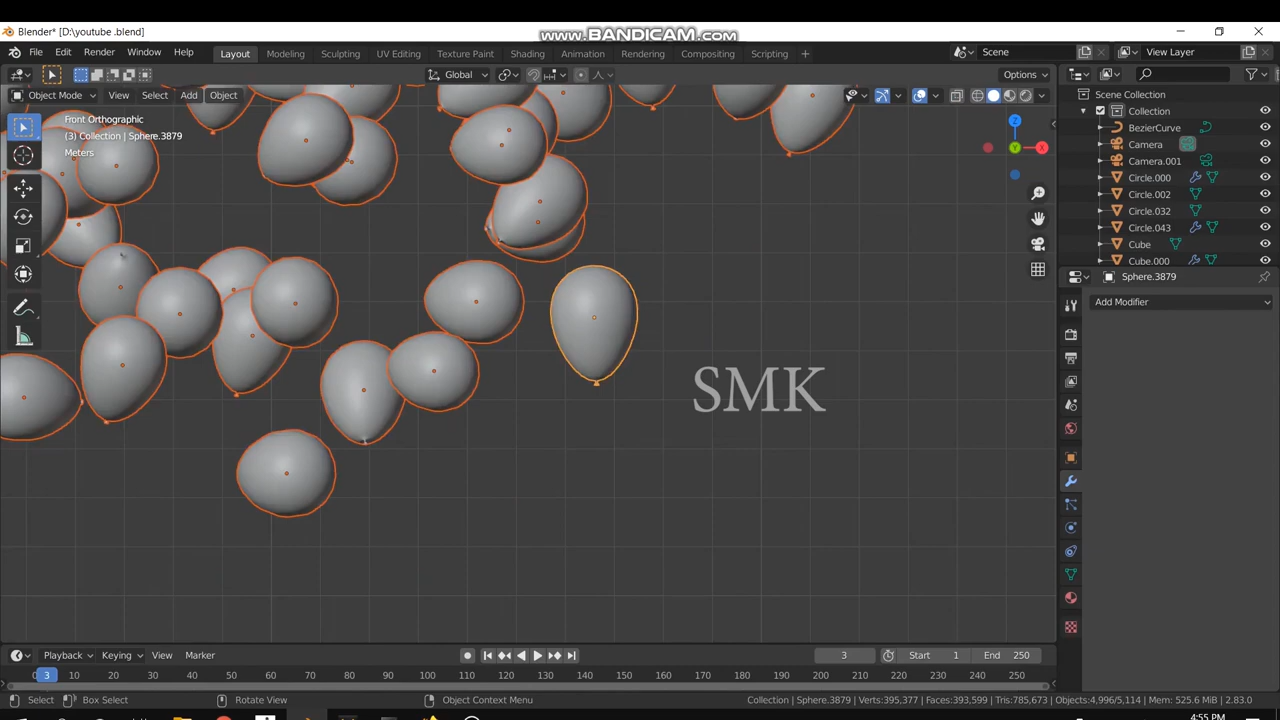 Blender* [D:\youtube .blend]
www.BANDICAM.com
File Edit Render Window Help
Layout Modeling Sculpting UV Editing Texture Paint Shading Animation Rendering Compositing Scripting +
Scene
View Layer
Global
Options
Object Mode View Select Add Object
Front Orthographic
(3) Collection | Sphere.3879
Meters
Z
Y
X
SMK
Scene Collection
Collection
BezierCurve
Camera
Camera.001
Circle.000
Circle.002
Circle.032
Circle.043
Cube
Cube.000
Sphere.3879
Add Modifier
Playback Keying View Marker
3
Start 1
End 250
3 10 20 30 40 50 60 70 80 90 100 110 120 130 140 150 160 170 180 190 200 210 220 230 240 250
Select Box Select Rotate View Object Context Menu
Collection | Sphere.3879 | Verts:395,377 | Faces:393,599 | Tris:785,673 | Objects:4,996/5,114 | Mem: 525.6 MiB | 2.83.0
4:55 PM